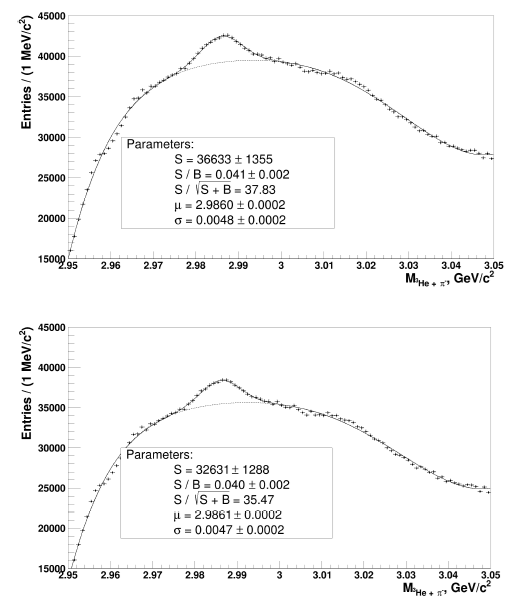 Entries / (1 MeV/c²)
45000
40000
35000
30000
25000
20000
15000
Parameters:
S = 36633 ± 1355
S / B = 0.041 ± 0.002
S / √S + B = 37.83
μ = 2.9860 ± 0.0002
σ = 0.0048 ± 0.0002
2.95 2.96 2.97 2.98 2.99 3 3.01 3.02 3.03 3.04 3.05
M³He + π⁻, GeV/c²
Entries / (1 MeV/c²)
45000
40000
35000
30000
25000
20000
15000
Parameters:
S = 32631 ± 1288
S / B = 0.040 ± 0.002
S / √S + B = 35.47
μ = 2.9861 ± 0.0002
σ = 0.0047 ± 0.0002
2.95 2.96 2.97 2.98 2.99 3 3.01 3.02 3.03 3.04 3.05
M³He + π⁻, GeV/c²